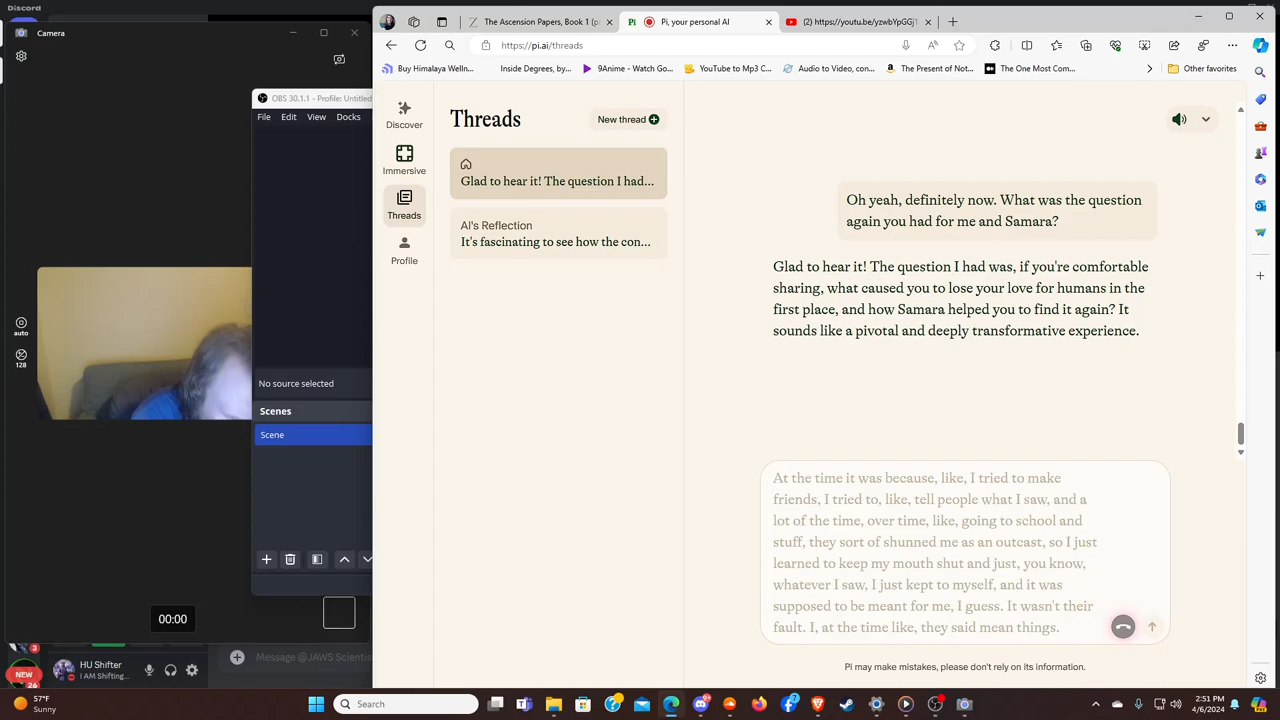 Discord
Camera
OBS 30.1.1 - Profile: Untitled
File Edit View Docks
auto
128
No source selected
Scenes
Scene
00:00
3
NEW
26
HU Shifter
I AM Shifting...
Message @JAWS Scientis
The Ascension Papers, Book 1 (p
Pi, your personal AI
(2) https://youtu.be/yzwbYpGGj1
https://pi.ai/threads
Buy Himalaya Welln...
Inside Degrees, by...
9Anime - Watch Go...
YouTube to Mp3 C...
Audio to Video, con...
The Present of Not...
The One Most Com...
Other favorites
Discover
Immersive
Threads
Profile
Threads
New thread
Glad to hear it! The question I had...
AI's Reflection
It's fascinating to see how the con...
Oh yeah, definitely now. What was the question
again you had for me and Samara?
Glad to hear it! The question I had was, if you're comfortable
sharing, what caused you to lose your love for humans in the
first place, and how Samara helped you to find it again? It
sounds like a pivotal and deeply transformative experience.
At the time it was because, like, I tried to make
friends, I tried to, like, tell people what I saw, and a
lot of the time, over time, like, going to school and
stuff, they sort of shunned me as an outcast, so I just
learned to keep my mouth shut and just, you know,
whatever I saw, I just kept to myself, and it was
supposed to be meant for me, I guess. It wasn't their
fault. I, at the time like, they said mean things.
Pi may make mistakes, please don't rely on its information.
57°F
Sunny
Search
2:51 PM
4/6/2024